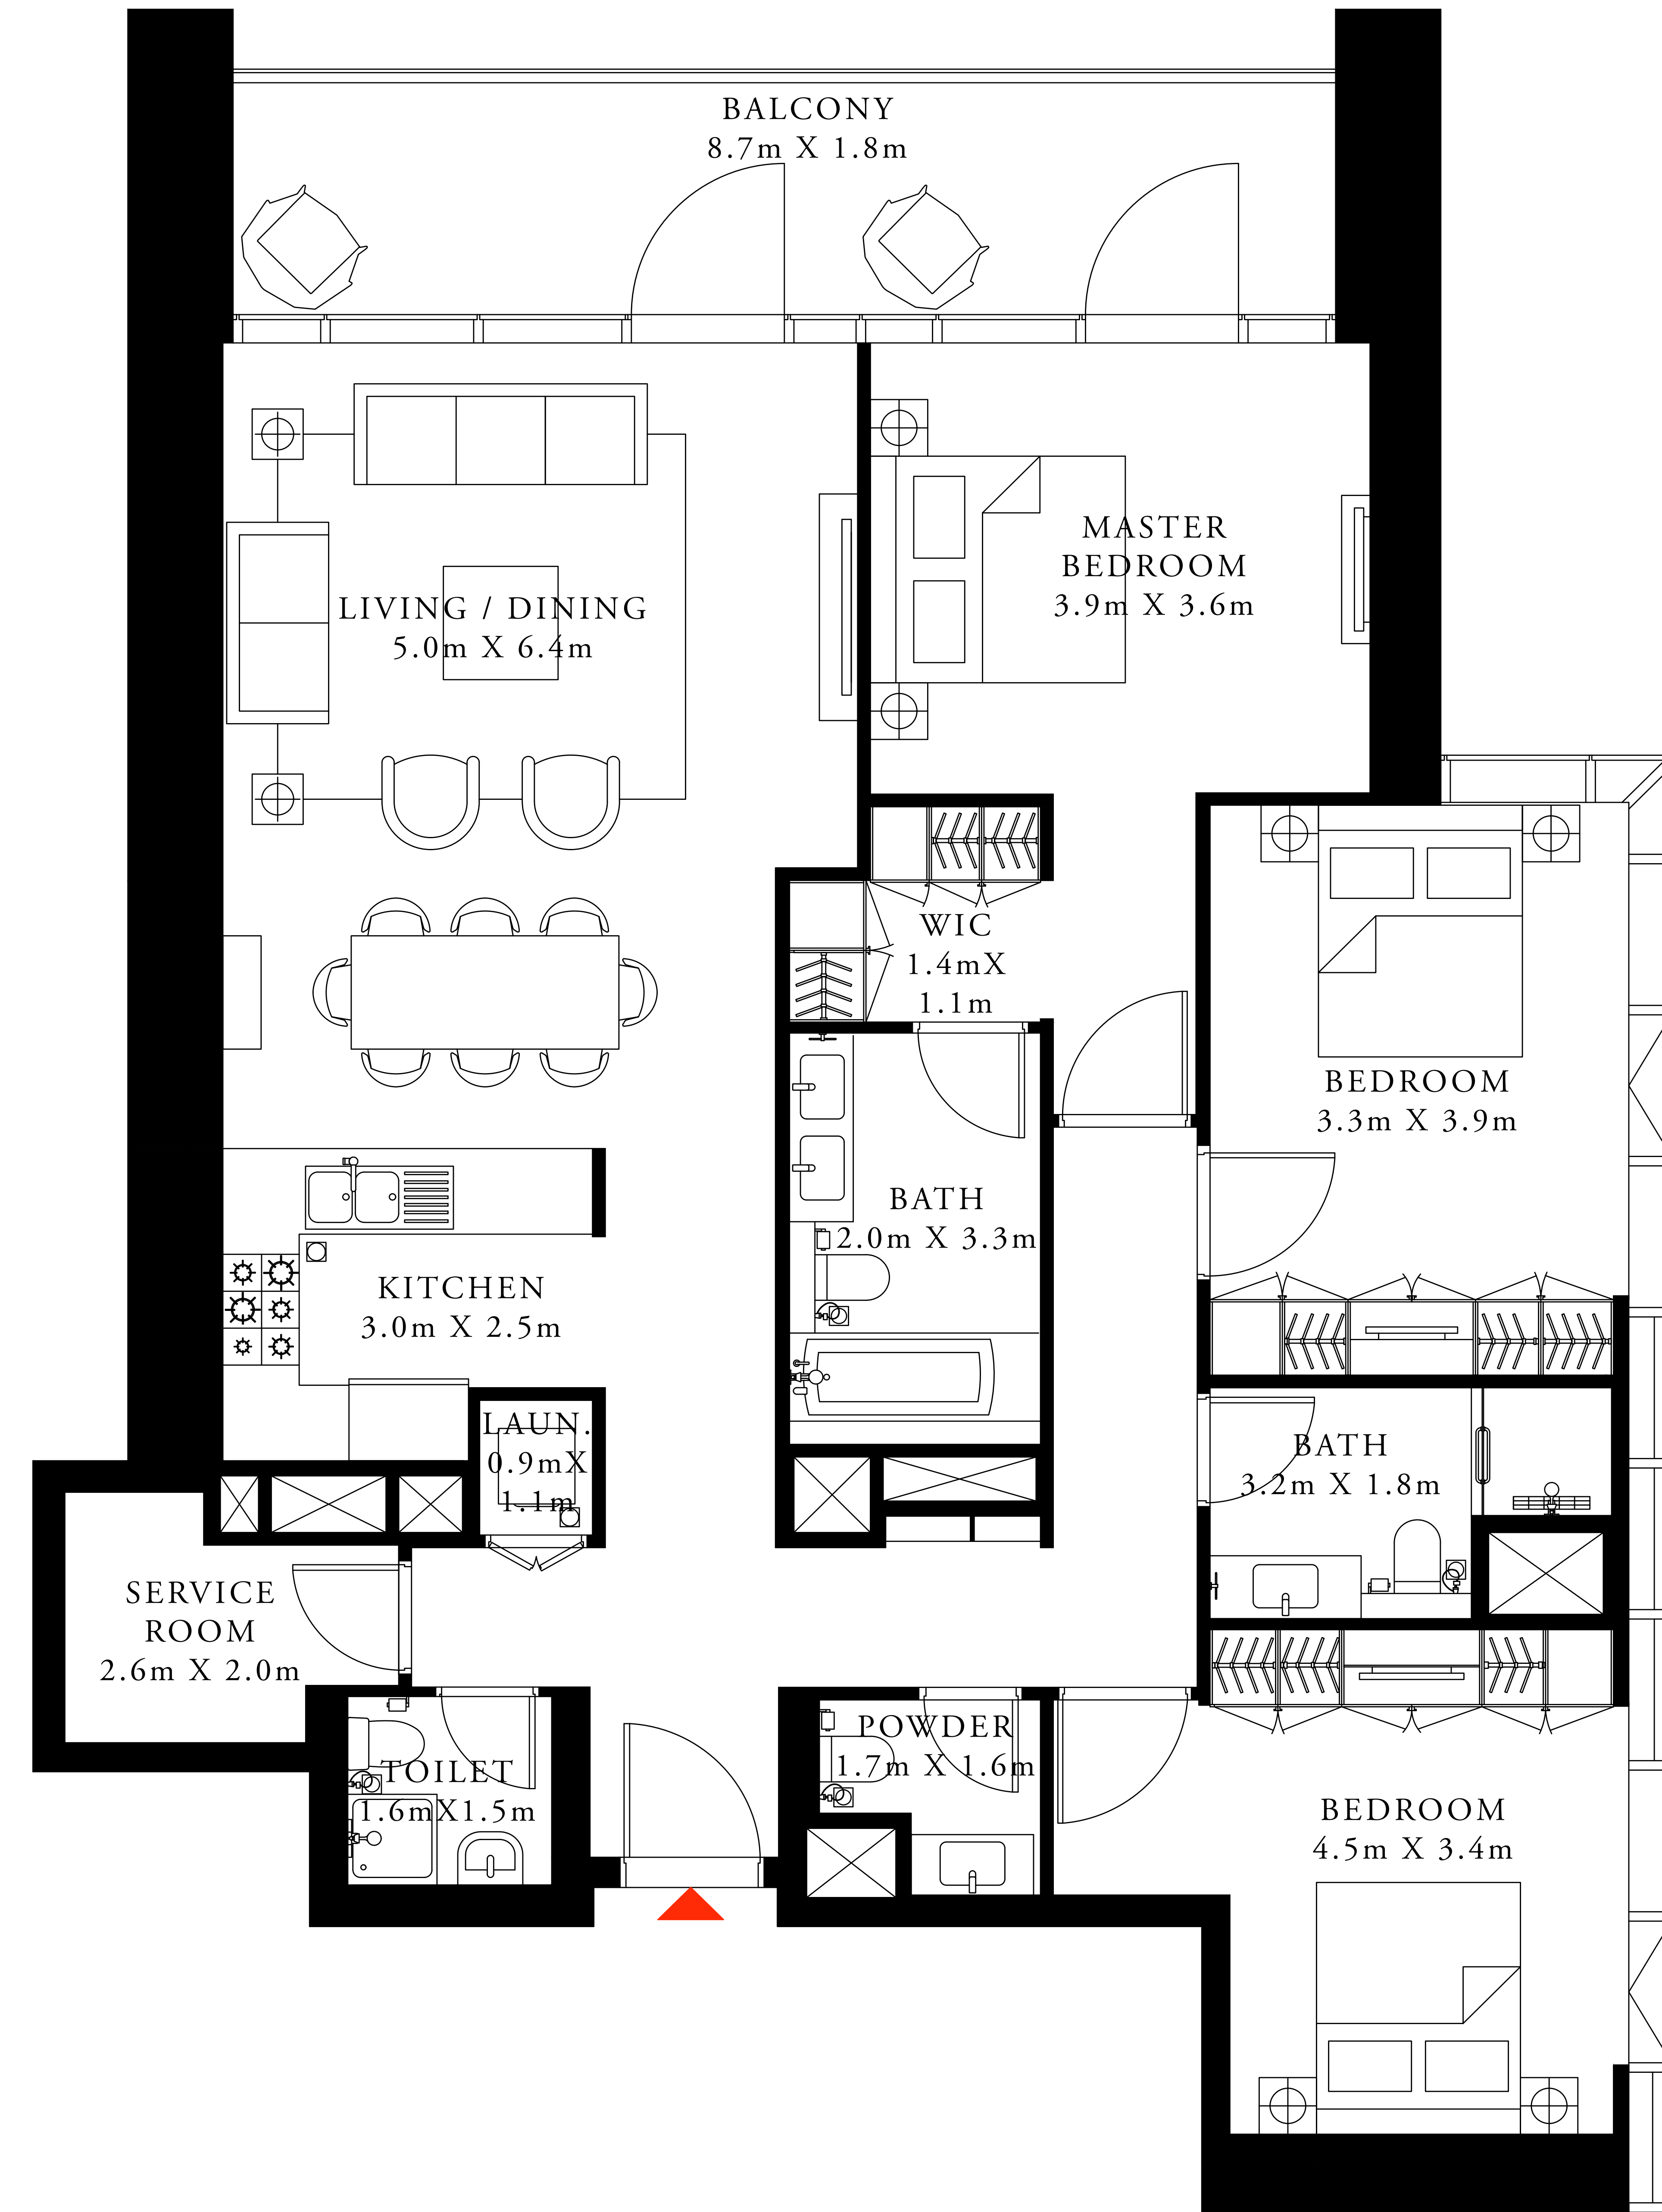 BALCONY
8.7m X 1.8m
MASTER
BEDROOM
3.9m X 3.6m
LIVING / DINING
5.0m X 6.4m
WIC
1.4mX
1.1m
BEDROOM
3.3m X 3.9m
BATH
2.0m X 3.3m
KITCHEN
3.0m X 2.5m
LAUN.
0.9mX
1.1m
BATH
3.2m X 1.8m
SERVICE
ROOM
2.6m X 2.0m
POWDER
1.7m X 1.6m
TOILET
1.6mX1.5m
BEDROOM
4.5m X 3.4m